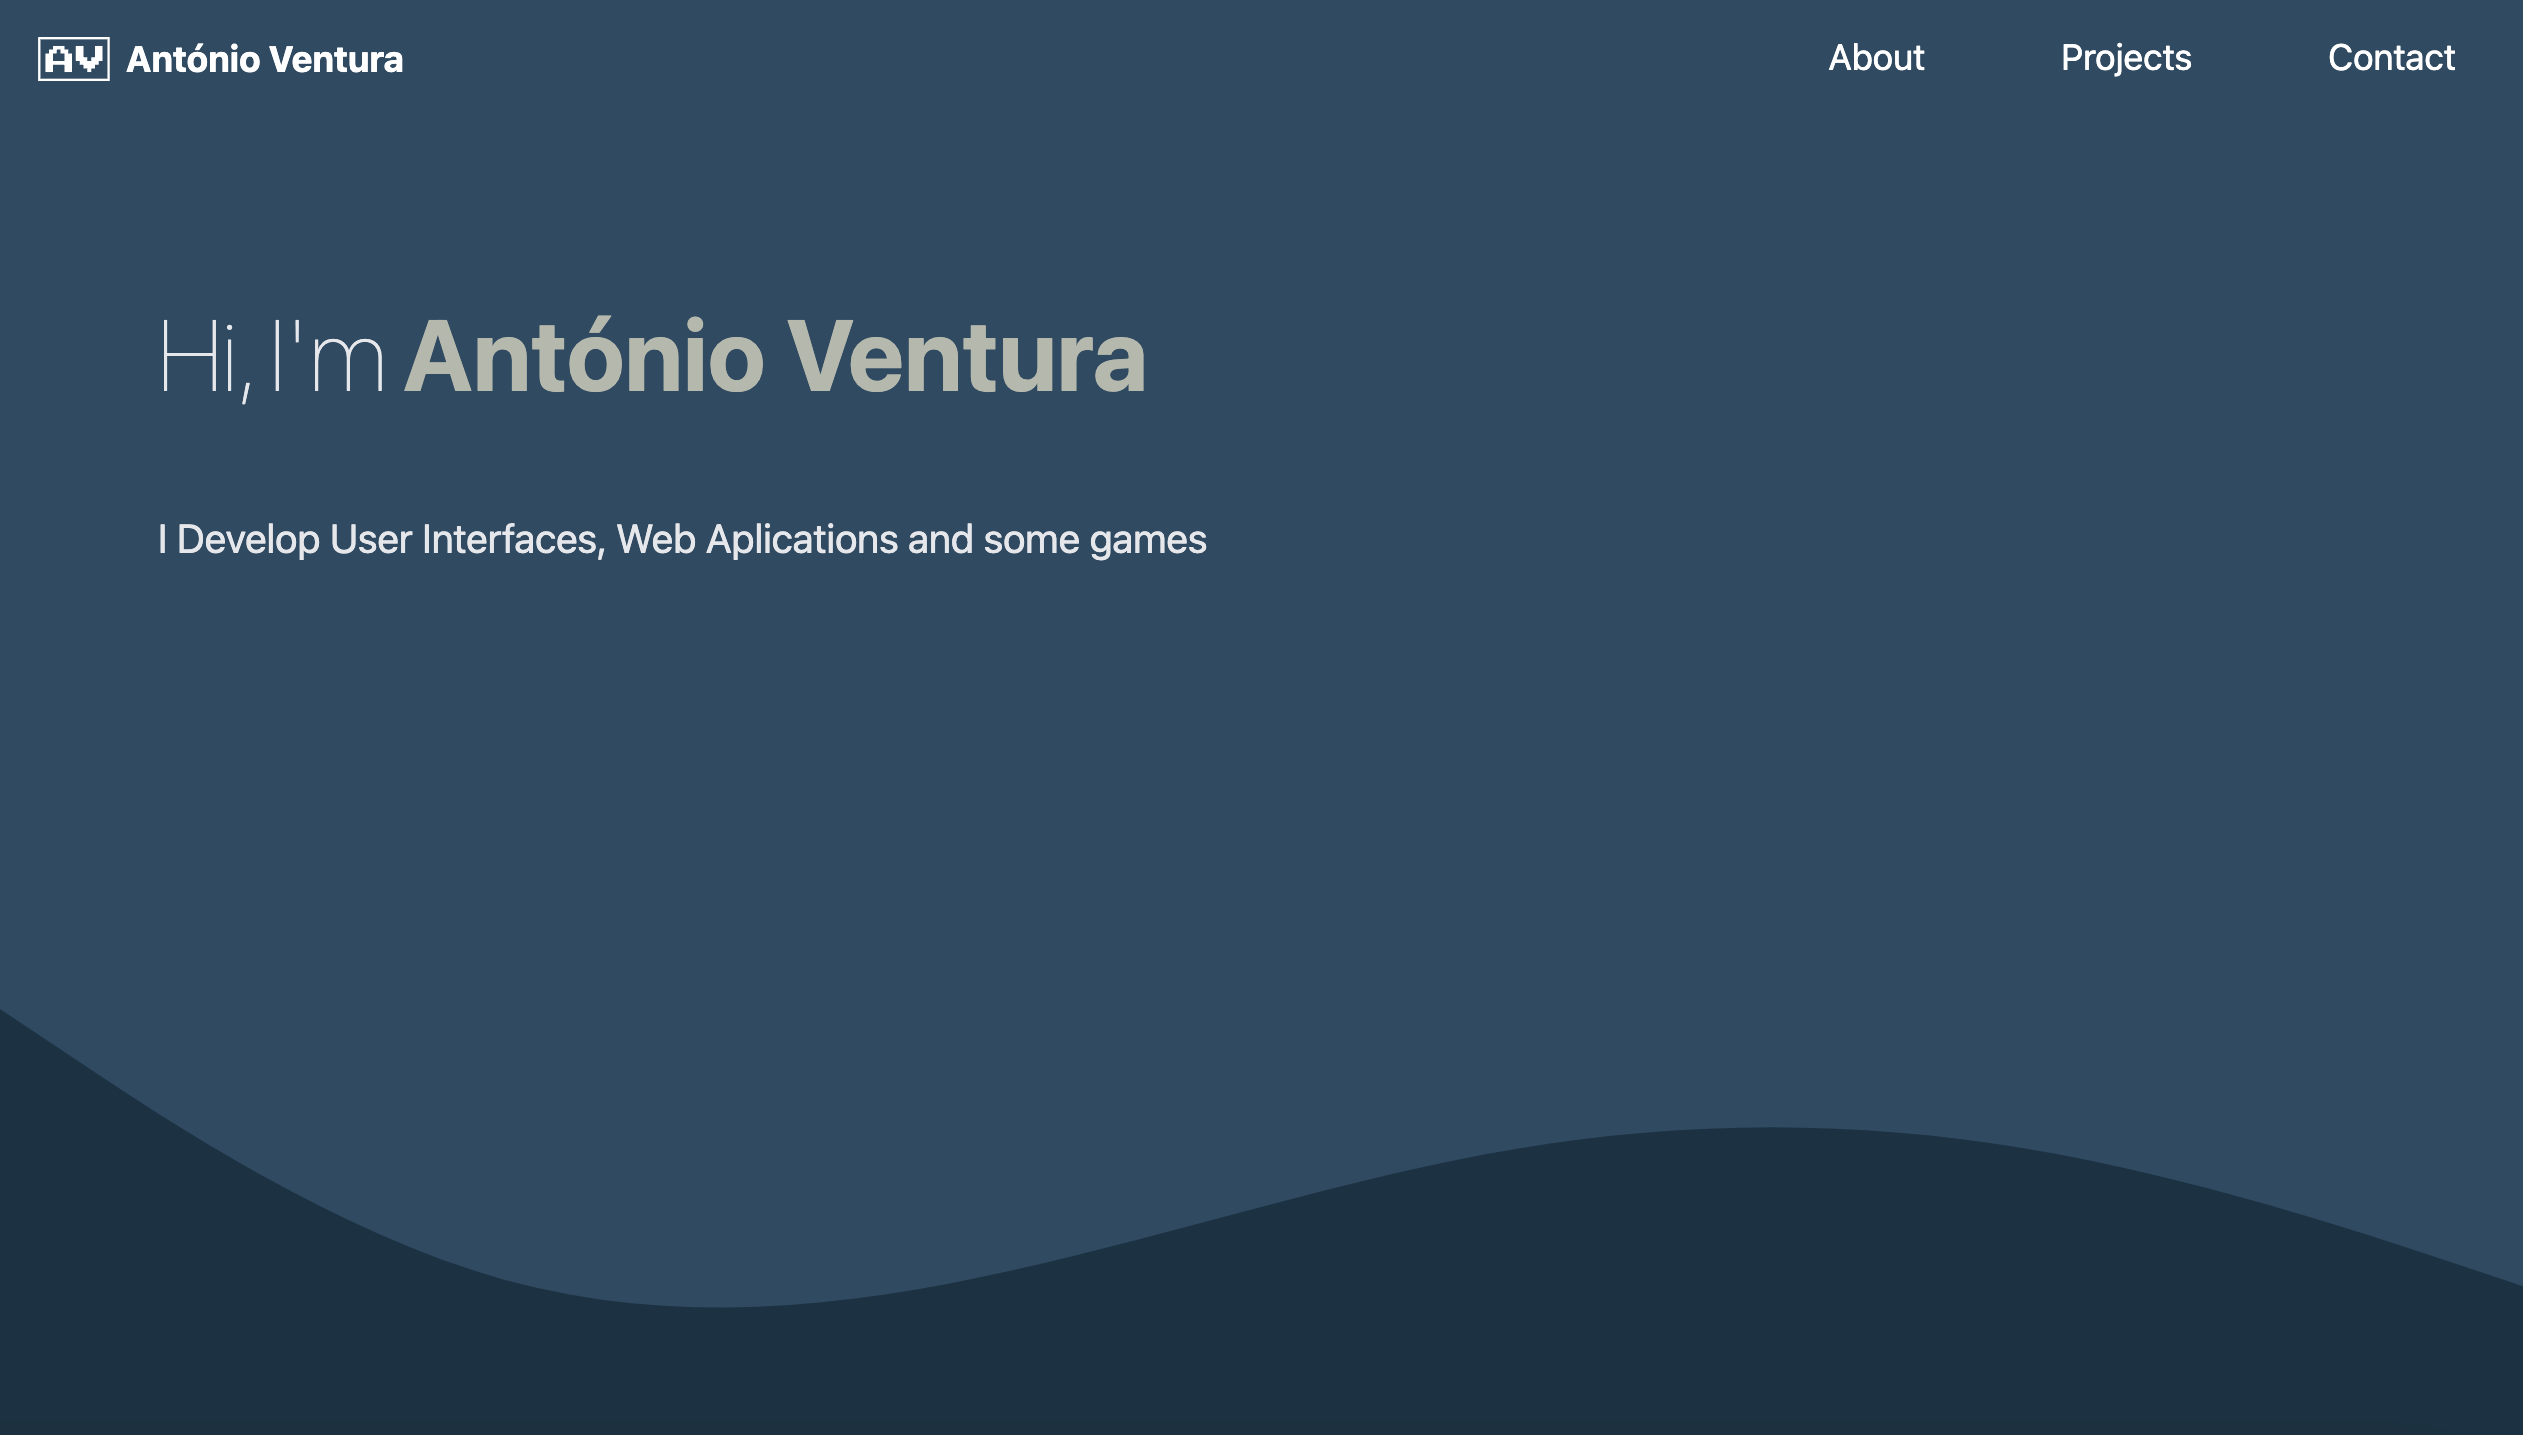 AV António Ventura
About Projects Contact
Hi, I'm António Ventura
I Develop User Interfaces, Web Aplications and some games